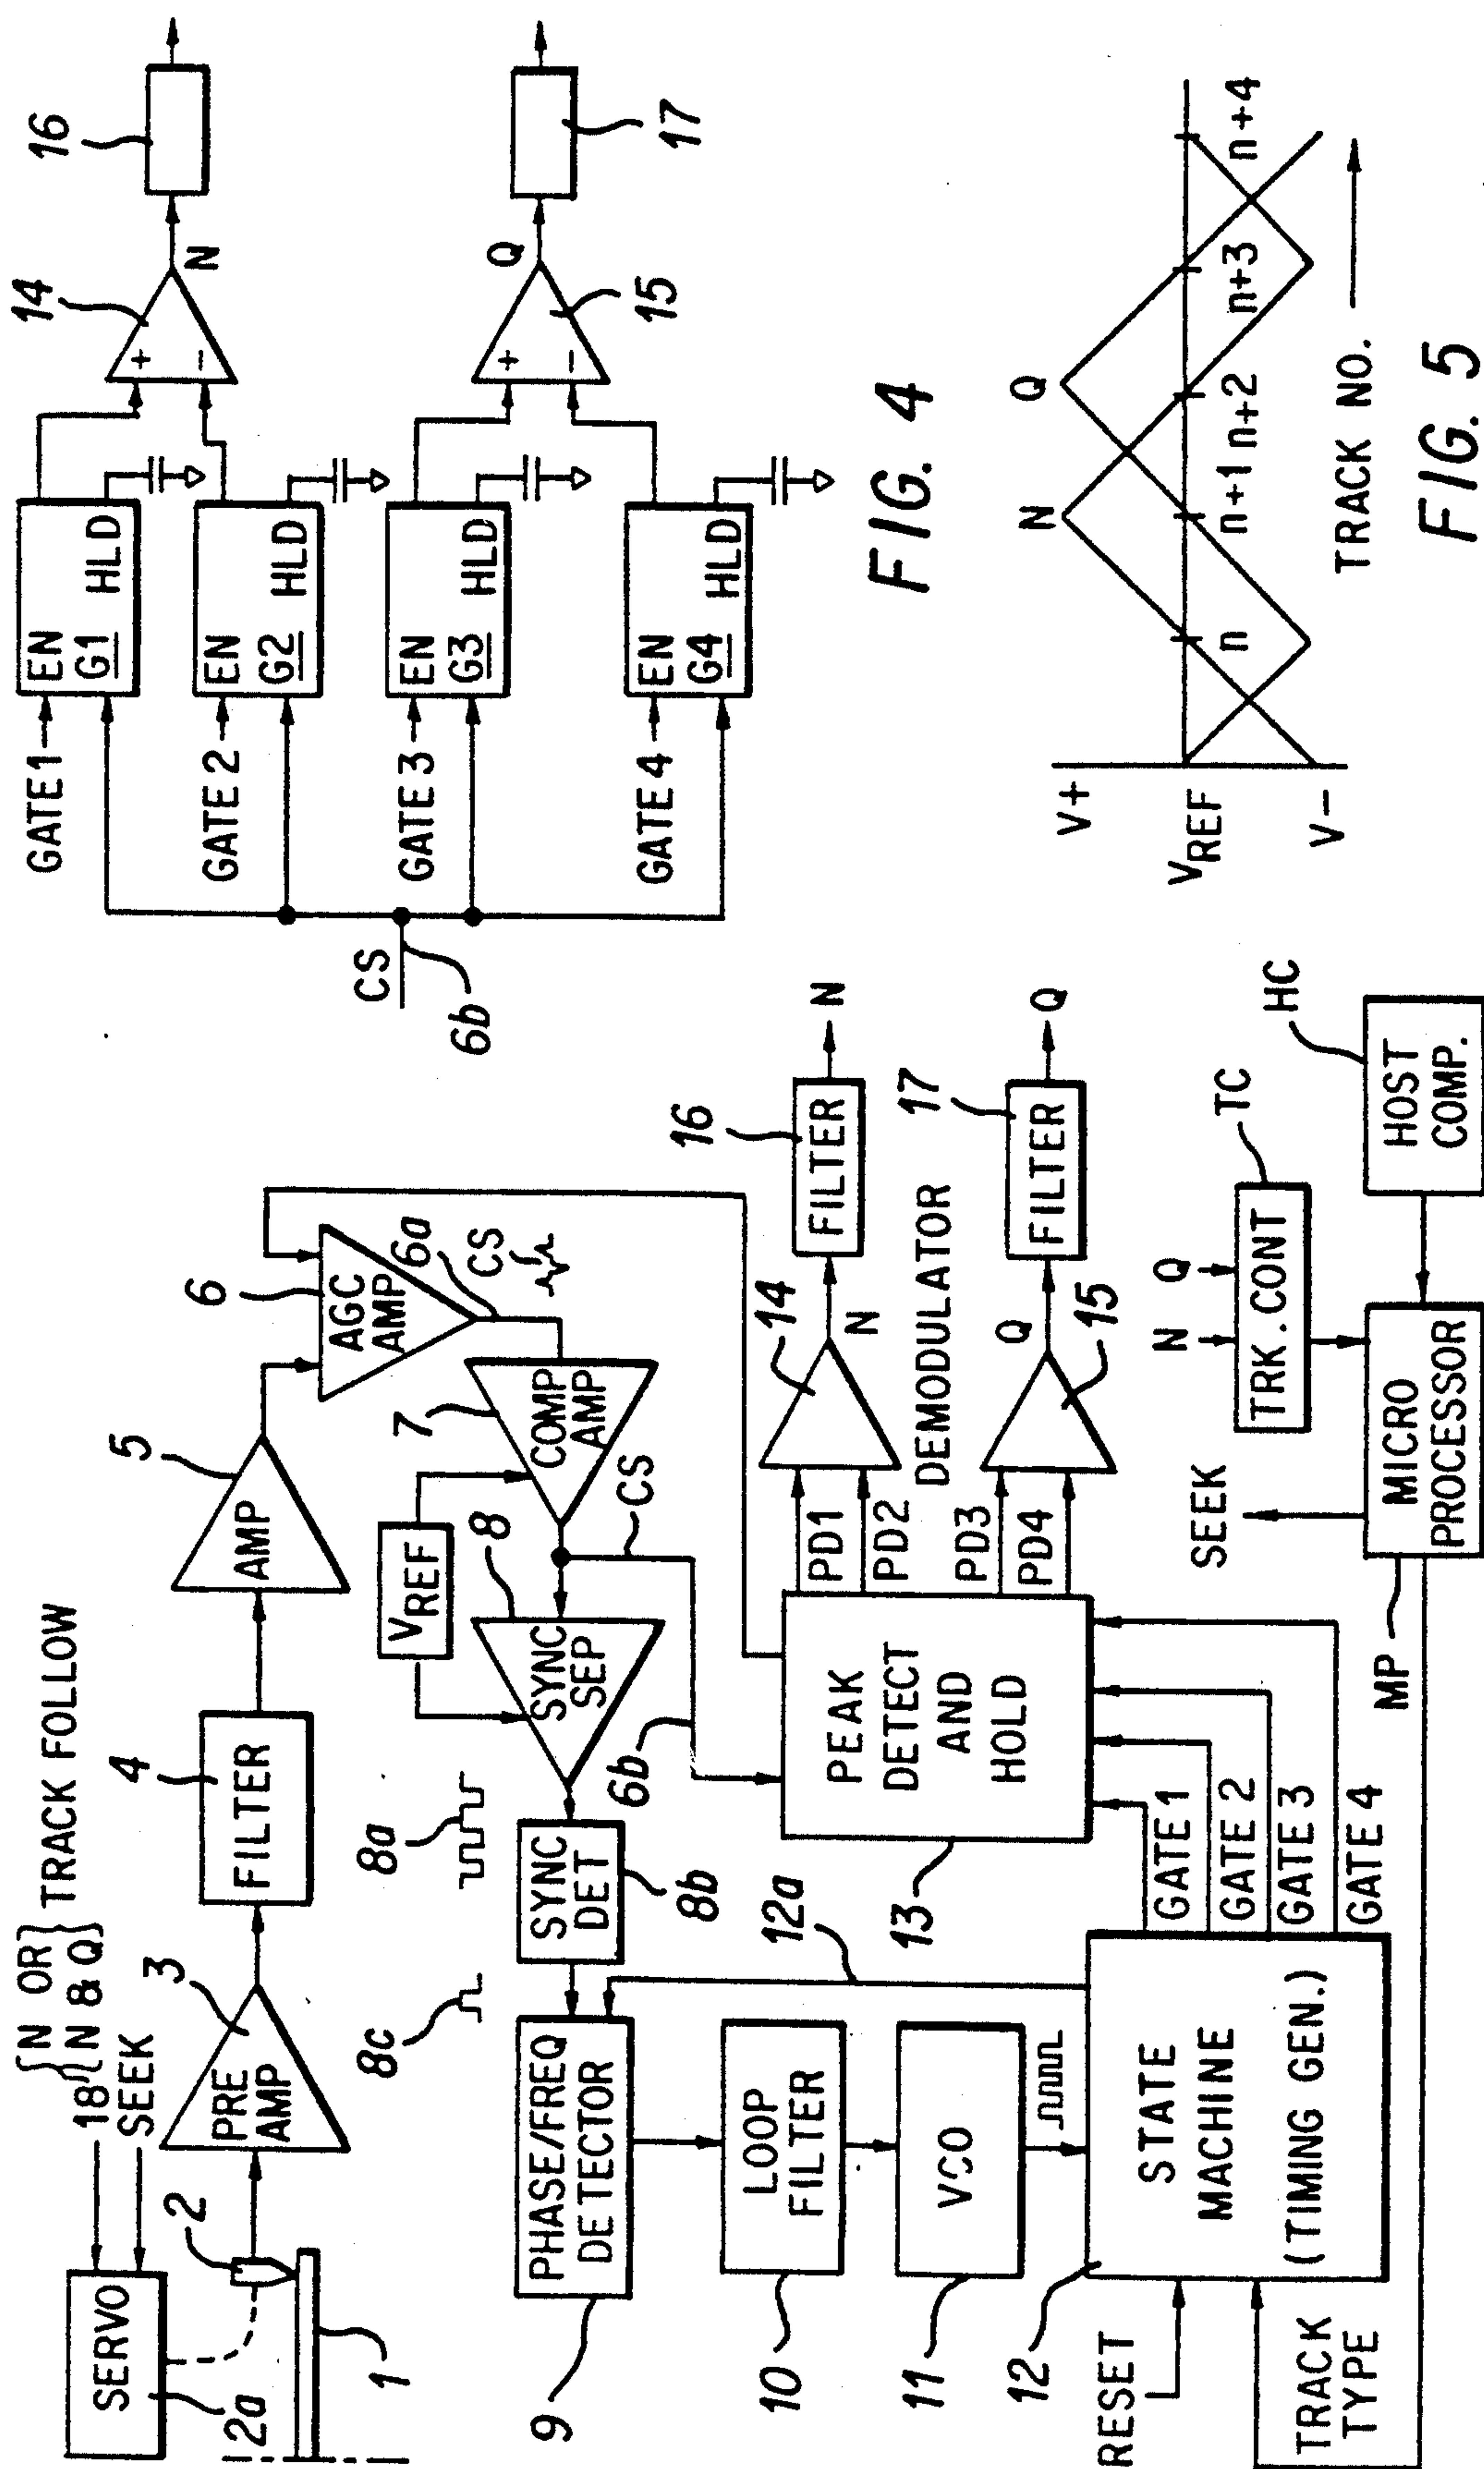 {N OR}
18 {N & Q} TRACK FOLLOW
SEEK
SERVO
2a
2
1
PRE
AMP
3
FILTER
4
AMP
5
AGC
AMP
6
6a
CS
COMP
AMP
7
VREF
8
SYNC
SEP
CS
6b
8a
SYNC
DET
8b
8c
PHASE/FREQ
DETECTOR
9
LOOP
FILTER
10
VCO
11
STATE
MACHINE
(TIMING GEN.)
12
12a
RESET
TRACK
TYPE
GATE 1
GATE 2
GATE 3
GATE 4
PEAK
DETECT
AND
HOLD
13
PD1
PD2
PD3
PD4
14
N
DEMODULATOR
Q
15
16
FILTER
N
17
FILTER
Q
SEEK
N
Q
TRK. CONT
TC
MICRO
PROCESSOR
MP
HOST
COMP.
HC
CS
6b
GATE 1
EN
G1
HLD
GATE 2
EN
G2
HLD
GATE 3
EN
G3
HLD
GATE 4
EN
G4
HLD
14
+
-
N
16
+
-
Q
15
17
FIG. 4
V+
VREF
V-
N
Q
n
n+1
n+2
n+3
n+4
TRACK NO.
FIG. 5